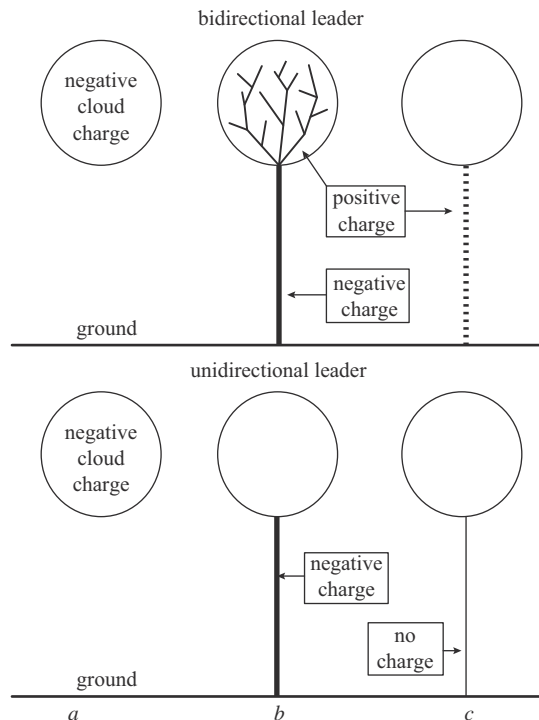 bidirectional leader
negative
cloud
charge
positive
charge
negative
charge
ground
unidirectional leader
negative
cloud
charge
negative
charge
no
charge
ground
a
b
c